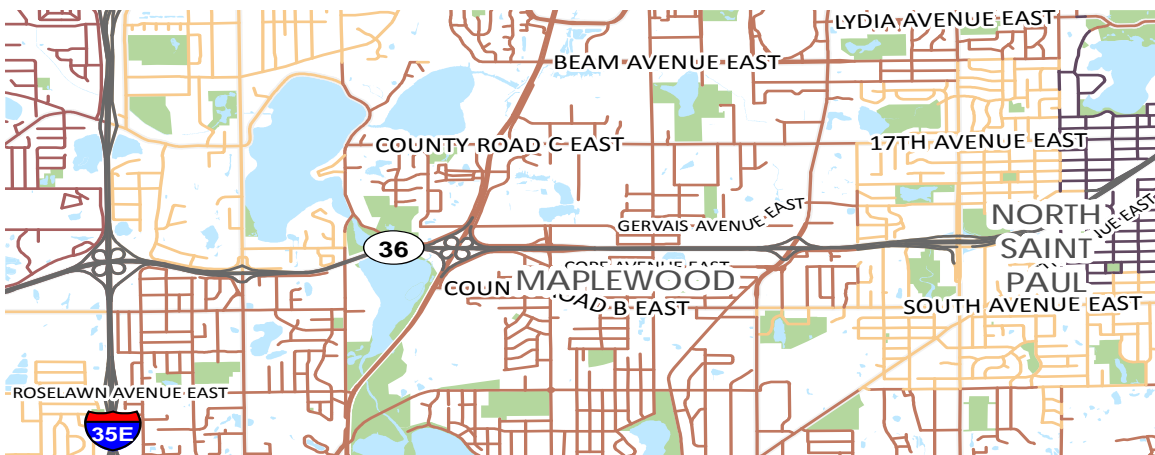 LYDIA AVENUE EAST
BEAM AVENUE EAST
COUNTY ROAD C EAST
17TH AVENUE EAST
GERVAIS AVENUE EAST
NORTH
SAINT
PAUL
36
MAPLEWOOD
B EAST
SOUTH AVENUE EAST
ROSELAWN AVENUE EAST
35E